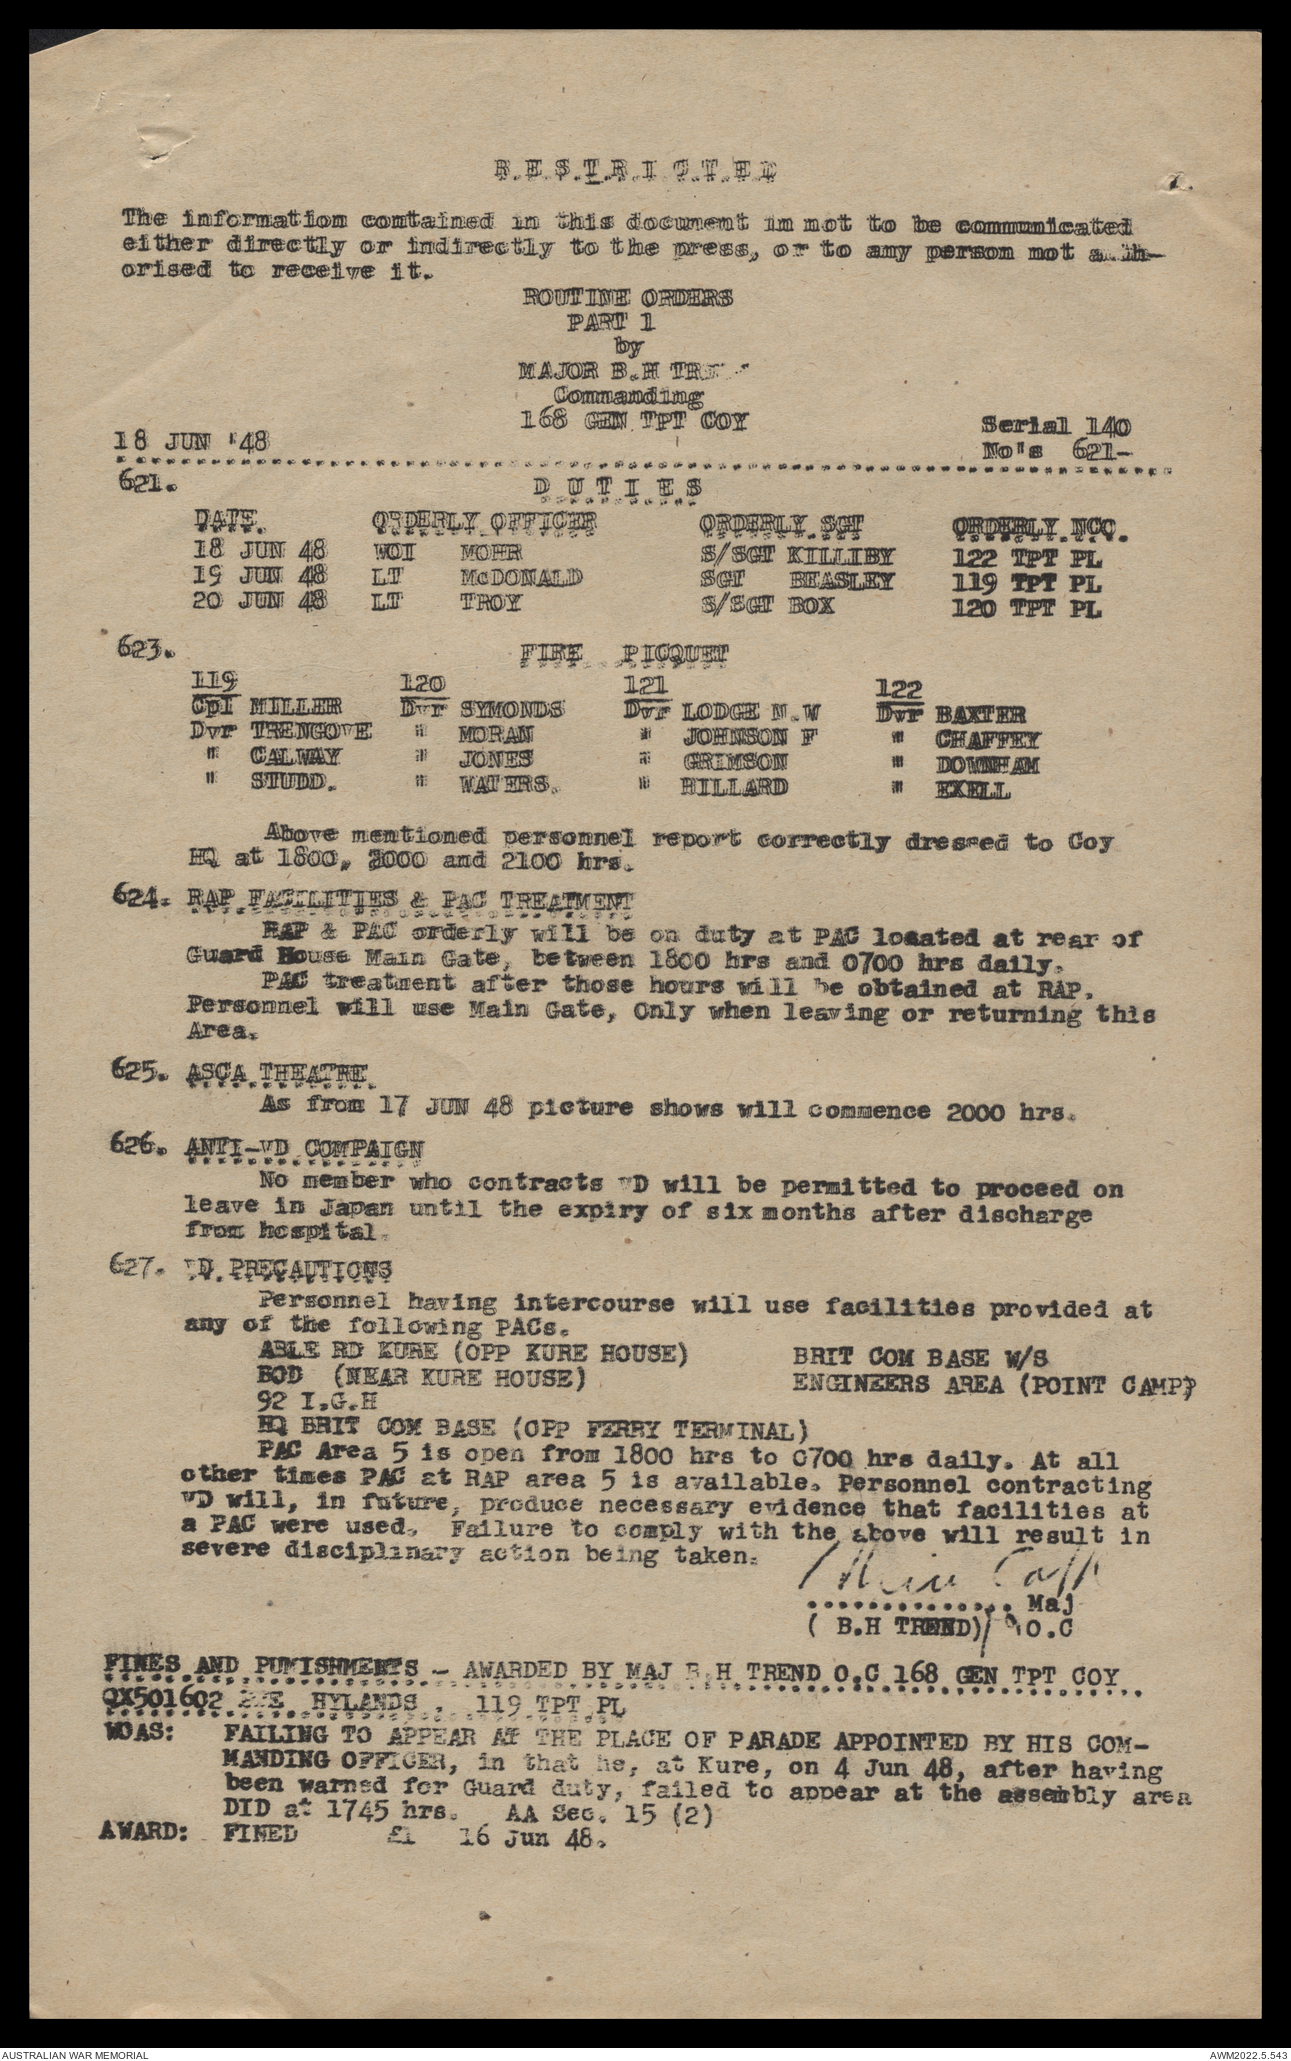 R.E.S.T.R.I.C.T.E.D
The information contained in this document im not to be communicated
either directly or indirectly to the press, or to any person not auth-
orised to receive it.
ROUTINE ORDERS
PART 1
by
MAJOR B.H TREND
Commanding
168 GEN TPT COY
Serial 140
18 JUN '48
No's 621-
621.
D U T I E S
DATE. ORDERLY OFFICER ORDERLY SGT ORDERLY NCO.
18 JUN 48 WOI MOHR S/SGT KILLIBY 122 TPT PL
19 JUN 48 LT McDONALD SGT BEASLEY 119 TPT PL
20 JUN 48 LT TROY S/SGT BOX 120 TPT PL
623. FIRE PICQUET
119 120 121 122
Cpl MILLER Dvr SYMONDS Dvr LODGE N.W Dvr BAXTER
Dvr TRENGOVE " MORAN " JOHNSON F " CHAFFEY
" CALWAY " JONES " GRIMSON " DOWNHAM
" STUDD. " WATERS. " HILLARD " EXELL
Above mentioned personnel report correctly dressed to Coy
HQ at 1800, 2000 and 2100 hrs.
624. RAP FACILITIES & PAC TREATMENT
RAP & PAC orderly will be on duty at PAC located at rear of
Guard House Main Gate, between 1800 hrs and 0700 hrs daily.
PAC treatment after those hours will be obtained at RAP.
Personnel will use Main Gate, Only when leaving or returning this
Area.
625. ASCA THEATRE
As from 17 JUN 48 picture shows will commence 2000 hrs.
626. ANTI-VD COMPAIGN
No member who contracts VD will be permitted to proceed on
leave in Japan until the expiry of six months after discharge
from hospital.
627. VD PRECAUTIONS
Personnel having intercourse will use facilities provided at
any of the following PACs.
ABLE RD KURE (OPP KURE HOUSE) BRIT COM BASE W/S
BOD (NEAR KURE HOUSE) ENGINEERS AREA (POINT CAMP)
92 I.G.H
HQ BRIT COM BASE (OPP FERRY TERMINAL)
PAC Area 5 is open from 1800 hrs to 0700 hrs daily. At all
other times PAC at RAP area 5 is available. Personnel contracting
VD will, in future, produce necessary evidence that facilities at
a PAC were used. Failure to comply with the above will result in
severe disciplinary action being taken.
.............. Maj
( B.H TREND) O.C
FINES AND PUNISHMENTS - AWARDED BY MAJ B.H TREND O.C 168 GEN TPT COY
QX501602 PTE HYLANDS . 119 TPT PL
WOAS: FAILING TO APPEAR AT THE PLACE OF PARADE APPOINTED BY HIS COM-
MANDING OFFICER, in that he, at Kure, on 4 Jun 48, after having
been warned for Guard duty, failed to appear at the assembly area
DID at 1745 hrs. AA Sec. 15 (2)
AWARD: FINED £1 16 Jun 48.
AUSTRALIAN WAR MEMORIAL
AWM2022.5.543